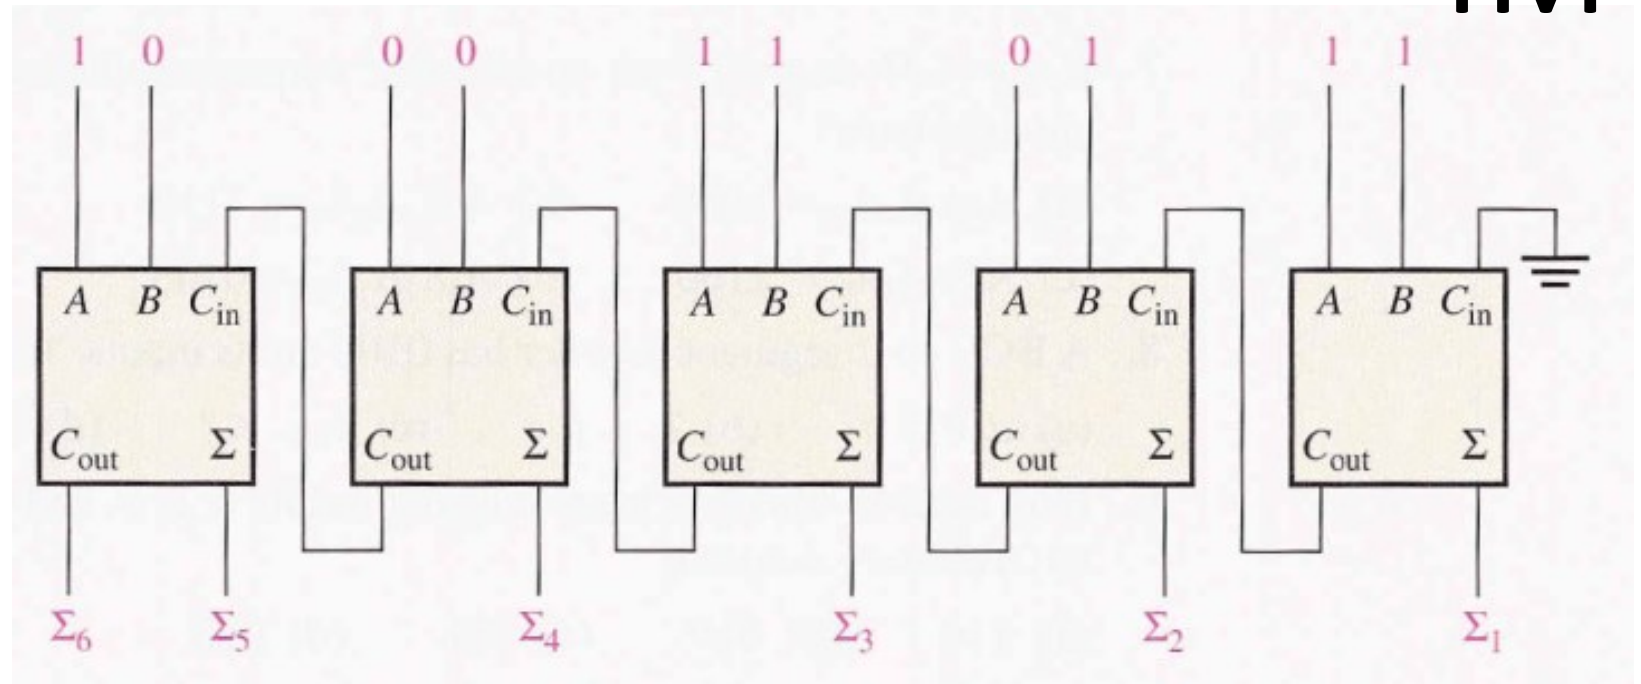 1 0 0 0 1 1 0 1 1 1
A B Cin A B Cin A B Cin A B Cin A B Cin
Cout Σ Cout Σ Cout Σ Cout Σ Cout Σ
Σ6 Σ5 Σ4 Σ3 Σ2 Σ1